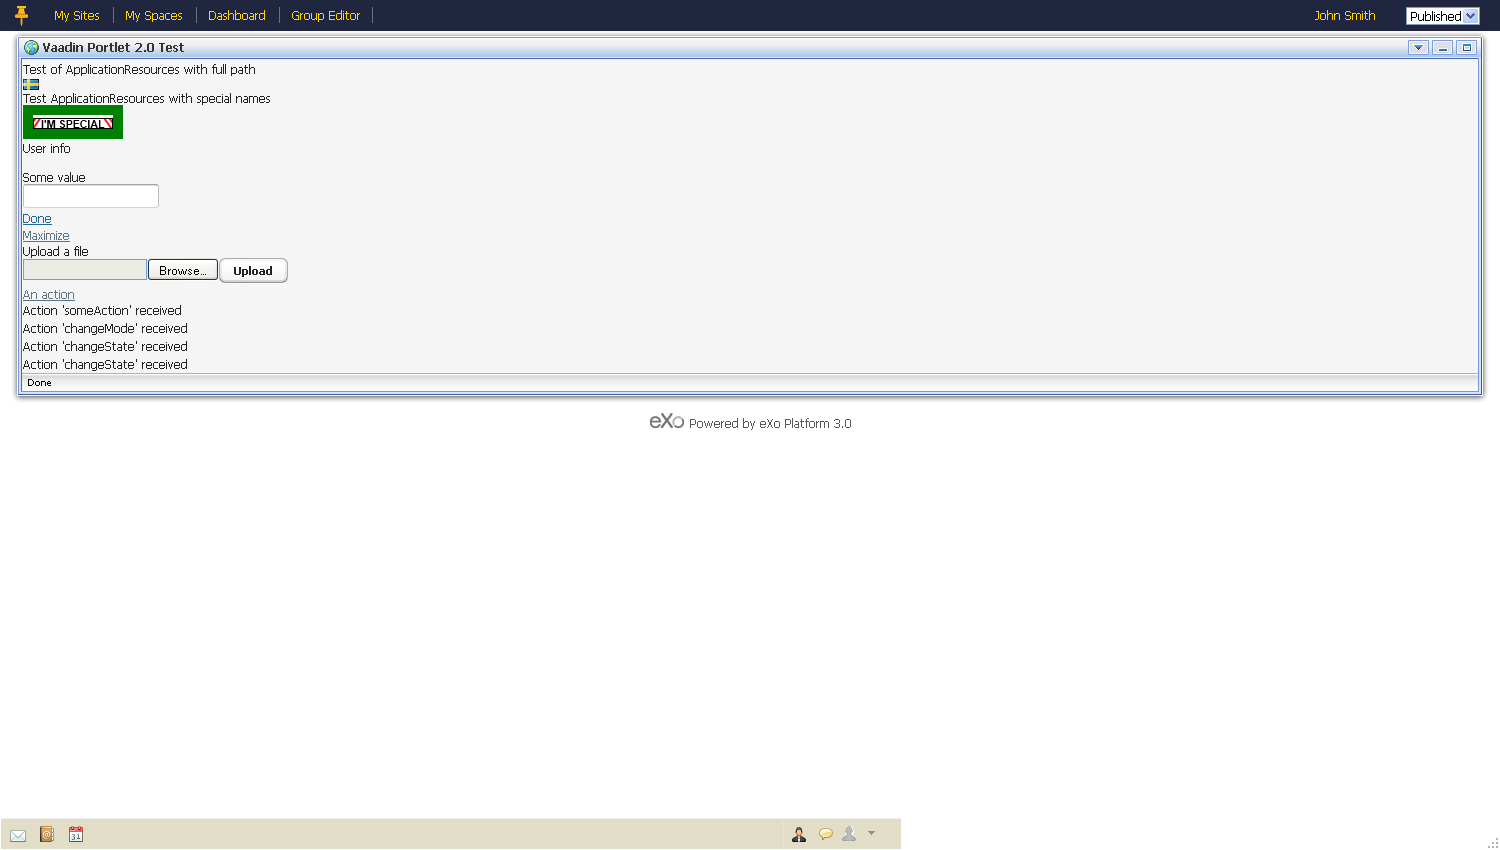 My Sites My Spaces Dashboard Group Editor John Smith Published
Vaadin Portlet 2.0 Test
Test of ApplicationResources with full path
Test ApplicationResources with special names
I'M SPECIAL
User info
Some value
Done
Maximize
Upload a file
Browse... Upload
An action
Action 'someAction' received
Action 'changeMode' received
Action 'changeState' received
Action 'changeState' received
Done
eXo Powered by eXo Platform 3.0
31